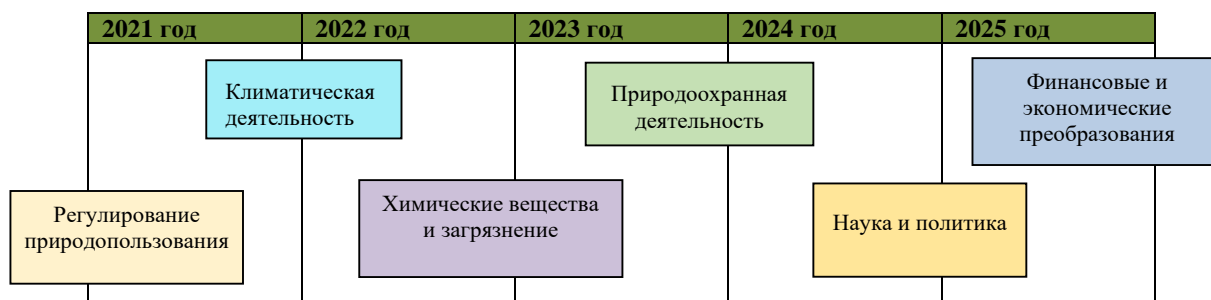 2021 год
2022 год
2023 год
2024 год
2025 год
Климатическая
деятельность
Природоохранная
деятельность
Финансовые и
экономические
преобразования
Регулирование
природопользования
Химические вещества
и загрязнение
Наука и политика